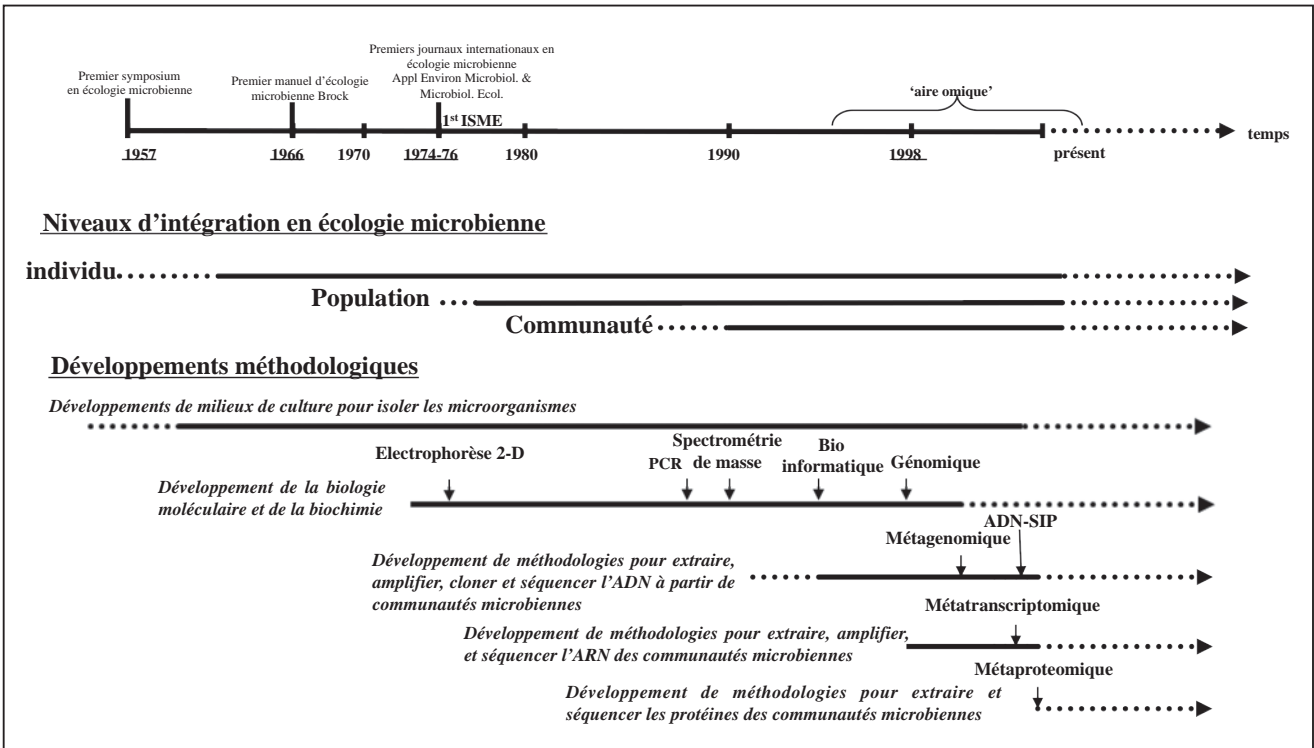 Premier symposium
en écologie microbienne
Premier manuel d'écologie
microbienne Brock
Premiers journaux internationaux en
écologie microbienne
Appl Environ Microbiol. &
Microbiol. Ecol.
1st ISME
'aire omique'
temps
1957
1966
1970
1974-76
1980
1990
1998
présent
Niveaux d'intégration en écologie microbienne
individu
Population
Communauté
Développements méthodologiques
Développements de milieux de culture pour isoler les microorganismes
Electrophorèse 2-D
PCR
Spectrométrie
de masse
Bio
informatique
Génomique
Développement de la biologie
moléculaire et de la biochimie
ADN-SIP
Métagenomique
Développement de méthodologies pour extraire,
amplifier, cloner et séquencer l'ADN à partir de
communautés microbiennes
Métatranscriptomique
Développement de méthodologies pour extraire, amplifier,
et séquencer l'ARN des communautés microbiennes
Métaproteomique
Développement de méthodologies pour extraire et
séquencer les protéines des communautés microbiennes